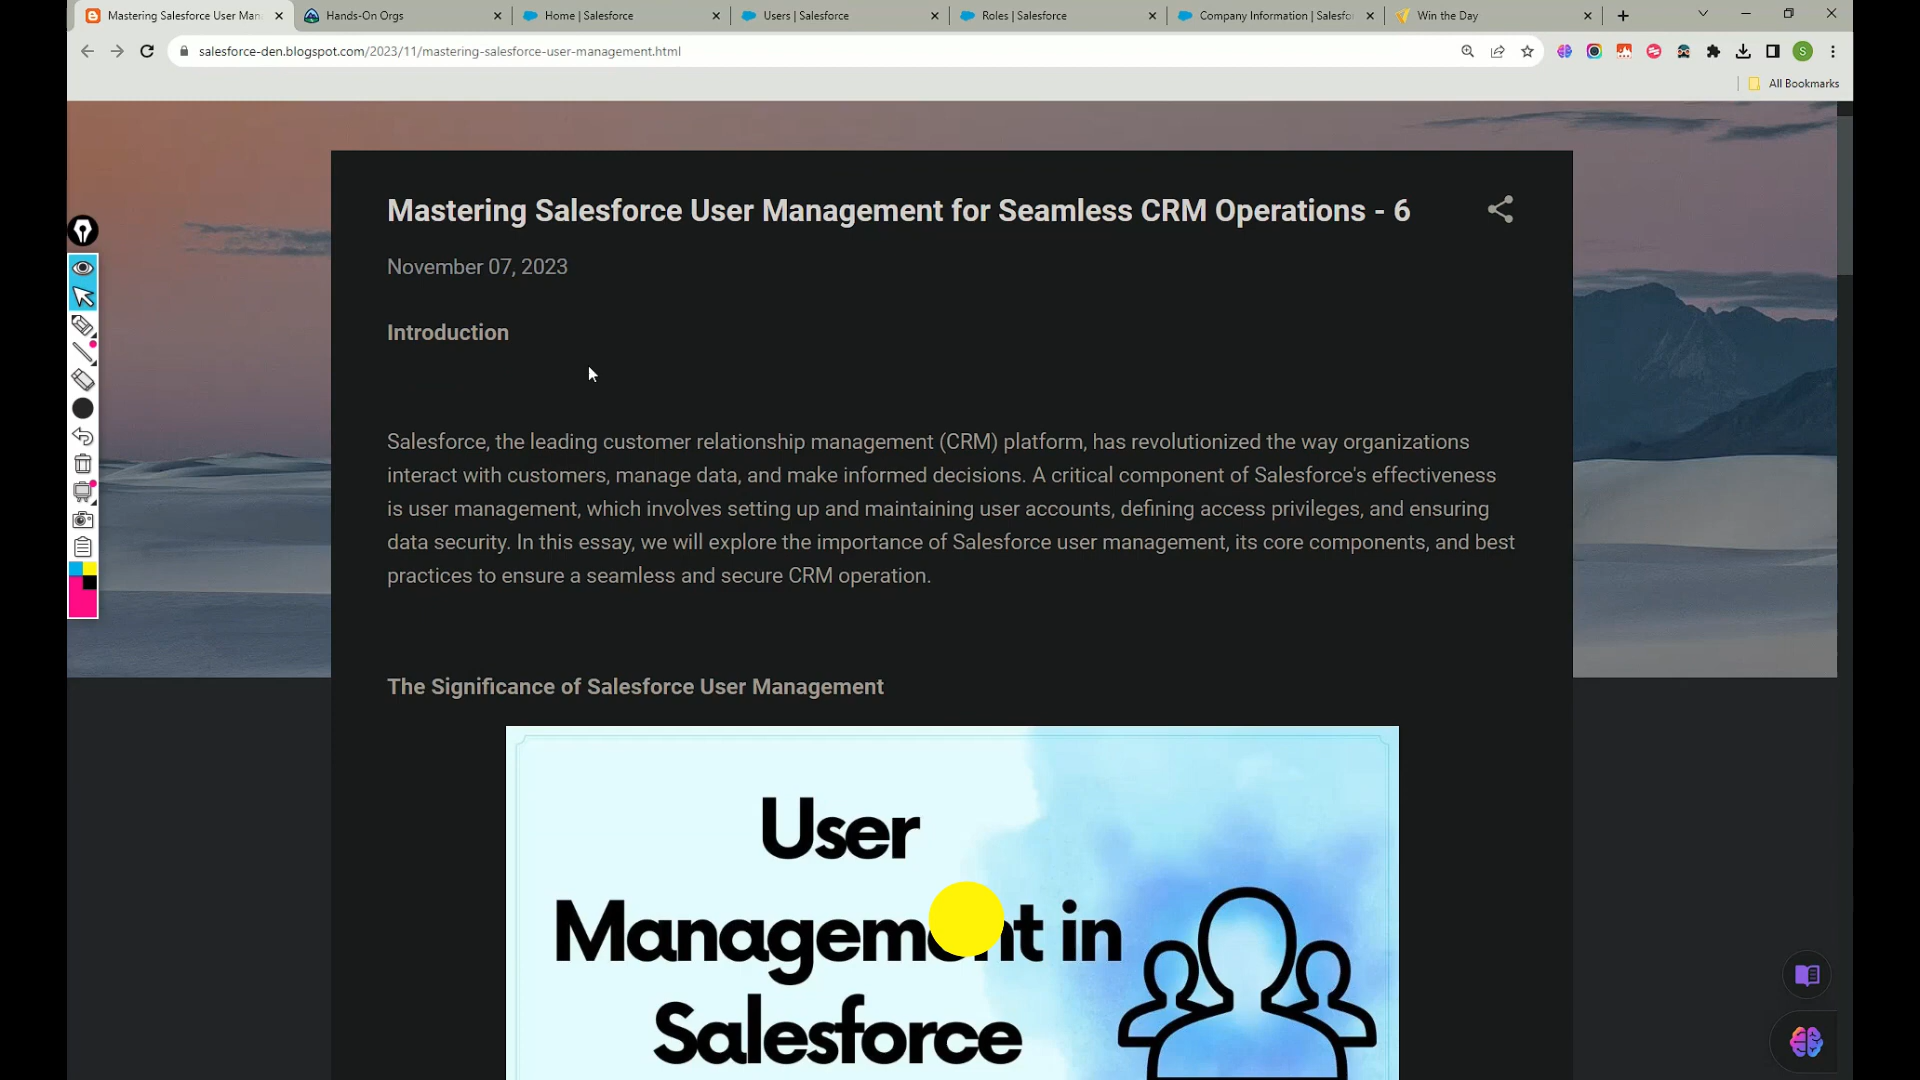 Mastering Salesforce User Man
Hands-On Orgs
Home | Salesforce
Users | Salesforce
Roles | Salesforce
Company Information | Salesfo
Win the Day
salesforce-den.blogspot.com/2023/11/mastering-salesforce-user-management.html
S
All Bookmarks
Mastering Salesforce User Management for Seamless CRM Operations - 6
November 07, 2023
Introduction
Salesforce, the leading customer relationship management (CRM) platform, has revolutionized the way organizations
interact with customers, manage data, and make informed decisions. A critical component of Salesforce's effectiveness
is user management, which involves setting up and maintaining user accounts, defining access privileges, and ensuring
data security. In this essay, we will explore the importance of Salesforce user management, its core components, and best
practices to ensure a seamless and secure CRM operation.
The Significance of Salesforce User Management
User
Management in
Salesforce